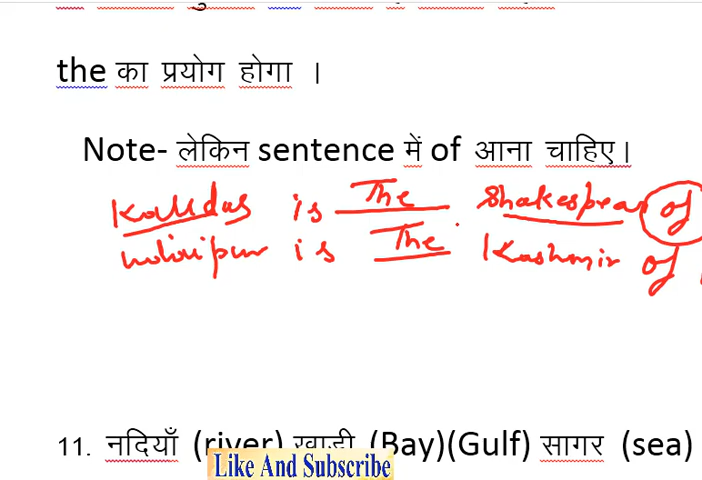 the का प्रयोग होगा ।
Note- लेकिन sentence में of आना चाहिए।
Kalidas is The Shakespear of
is The Kashmir of
11. नदियाँ (river) खाड़ी (Bay)(Gulf) सागर (sea)
Like And Subscribe